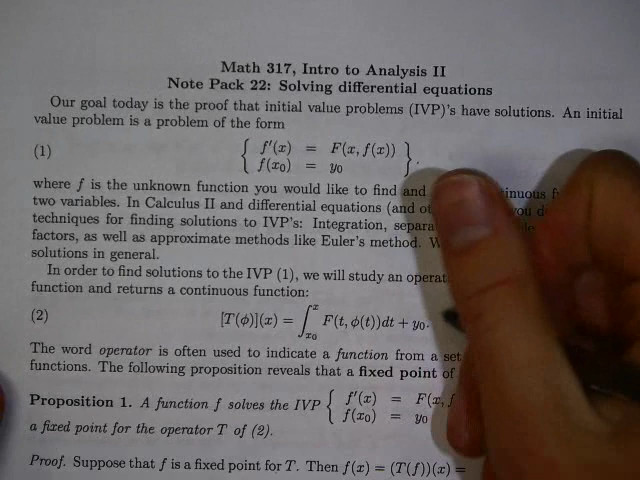 Math 317, Intro to Analysis II
Note Pack 22: Solving differential equations
Our goal today is the proof that initial value problems (IVP)'s have solutions. An initial
value problem is a problem of the form
(1) { f′(x) = F(x, f(x))
f(x₀) = y₀ }.
where f is the unknown function you would like to find and
two variables. In Calculus II and differential equations (and
techniques for finding solutions to IVP's: Integration,
factors, as well as approximate methods like Euler's method.
solutions in general.
In order to find solutions to the IVP (1), we will study an
function and returns a continuous function:
(2) [T(ϕ)](x) = ∫ₓ₀ˣ F(t, ϕ(t))dt + y₀.
The word operator is often used to indicate a function from a set
functions. The following proposition reveals that a fixed point of
Proposition 1. A function f solves the IVP { f′(x) = F(x, f
f(x₀) = y₀
a fixed point for the operator T of (2).
Proof. Suppose that f is a fixed point for T. Then f(x) = (T(f))(x) =